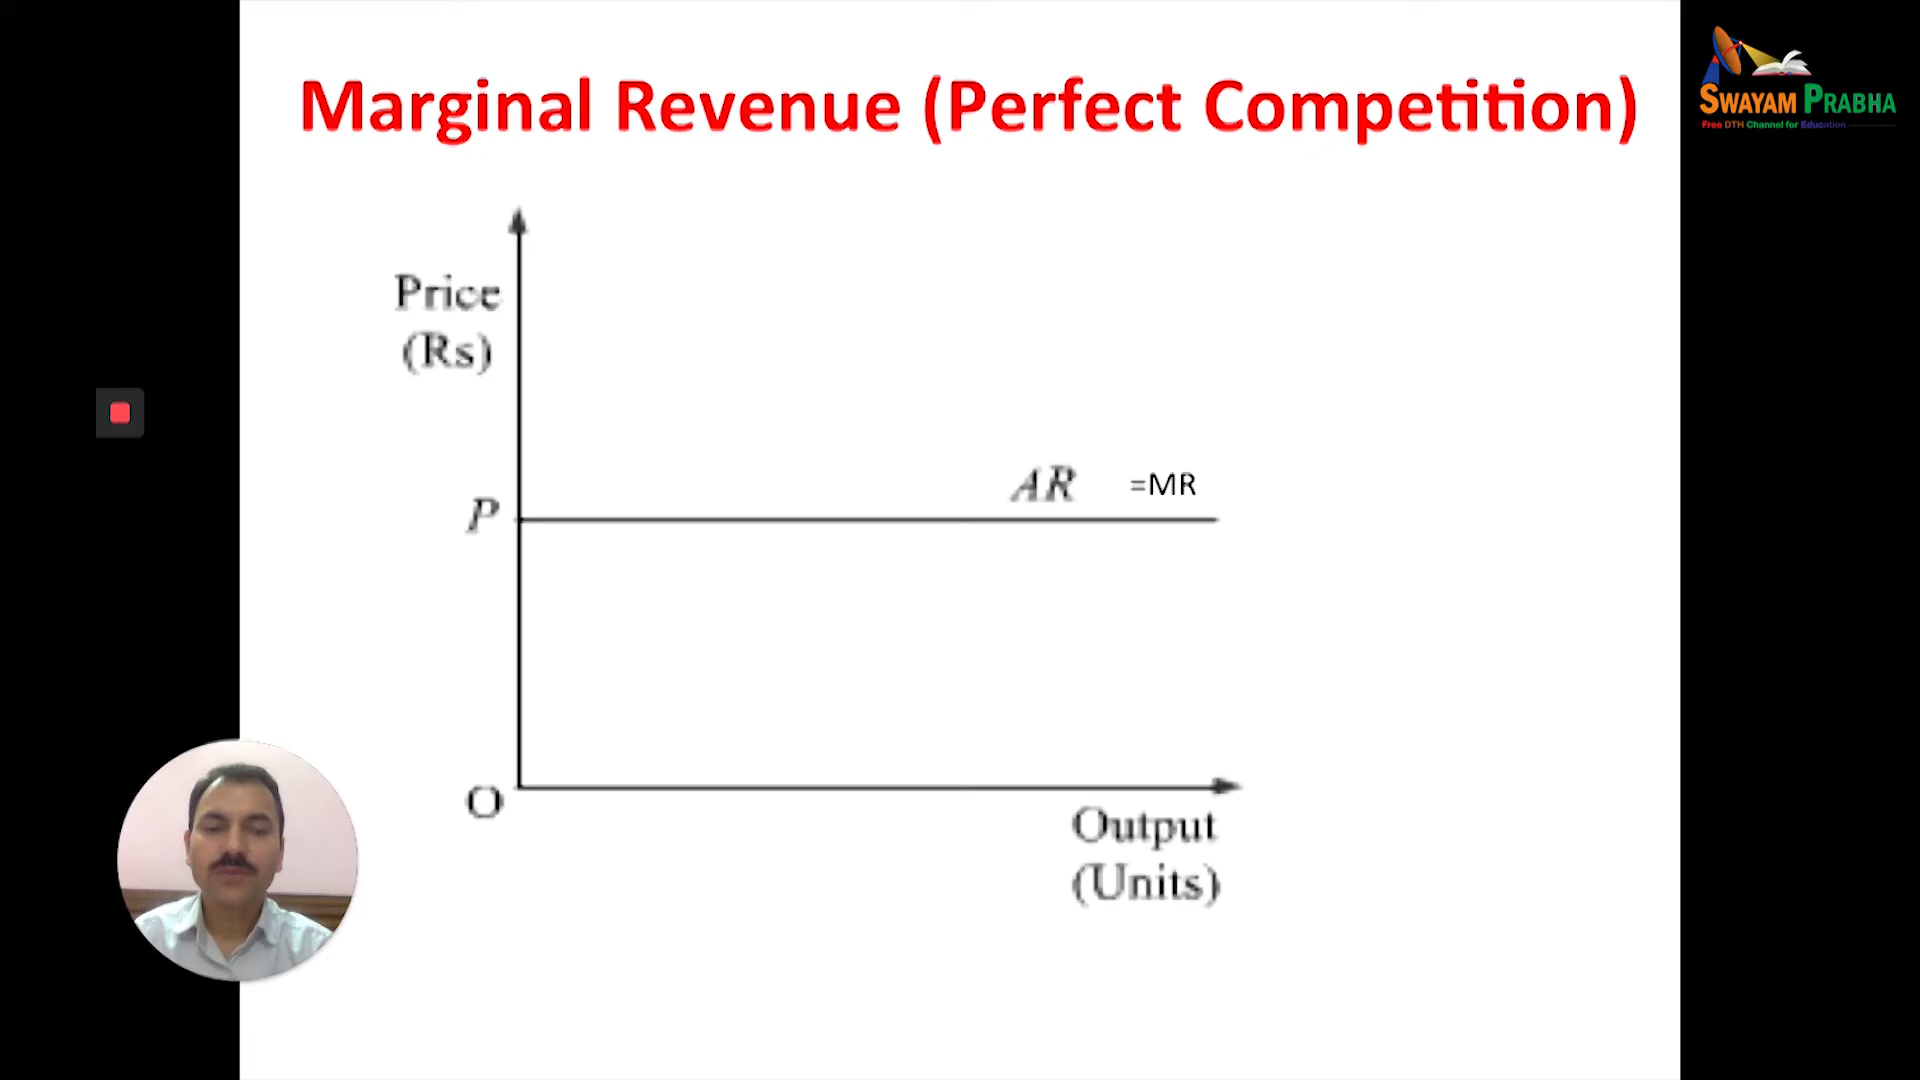 Marginal Revenue (Perfect Competition)
SWAYAM PRABHA
Free DTH Channel for Education
Price
(Rs)
AR =MR
P
O
Output
(Units)